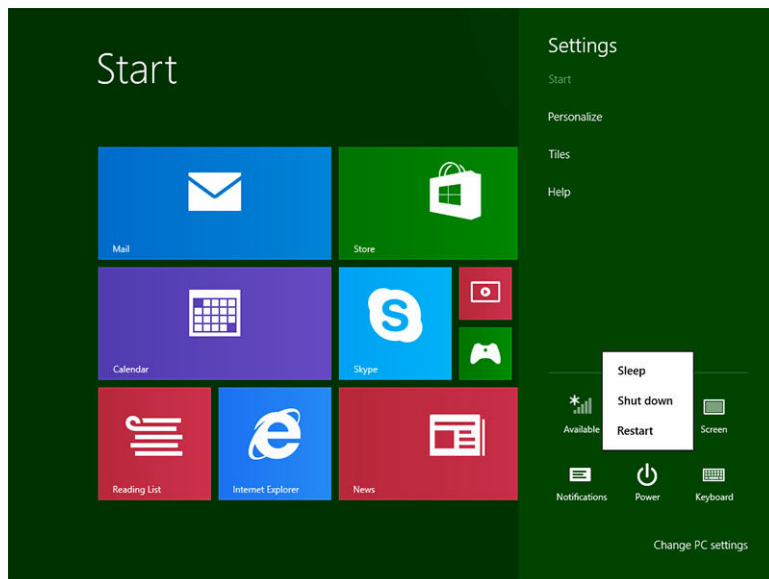 Start
Mail
Store
Calendar
Skype
Reading List
Internet Explorer
News
Settings
Start
Personalize
Tiles
Help
Sleep
Shut down
Restart
Available
Screen
Notifications
Power
Keyboard
Change PC settings